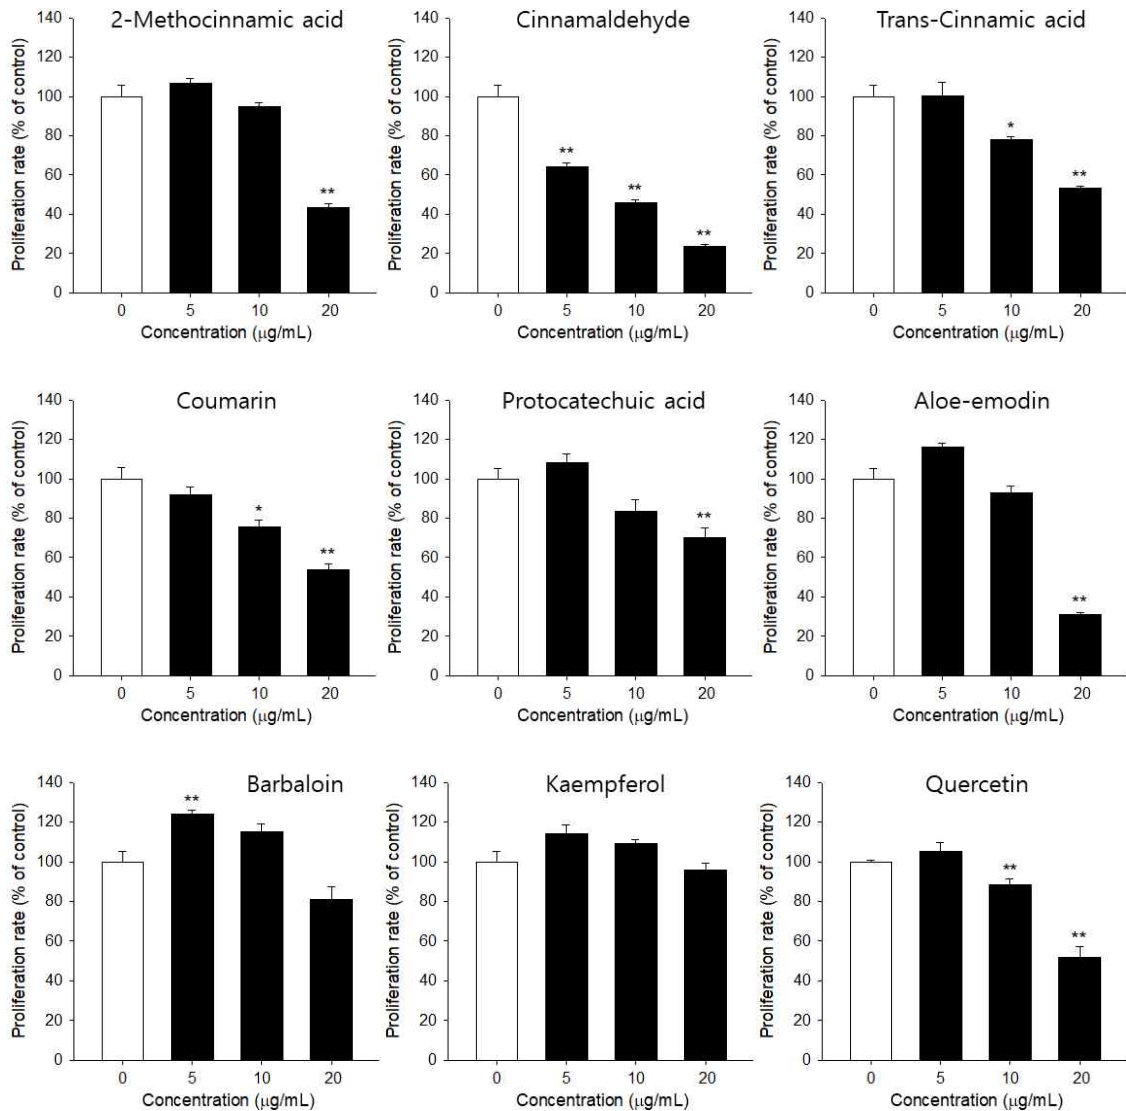 2-Methocinnamic acid
Proliferation rate (% of control)
140
120
100
80
60
40
20
0
**
0 5 10 20
Concentration (μg/mL)
Cinnamaldehyde
Proliferation rate (% of control)
140
120
100
80
60
40
20
0
** ** **
0 5 10 20
Concentration (μg/mL)
Trans-Cinnamic acid
Proliferation rate (% of control)
140
120
100
80
60
40
20
0
* **
0 5 10 20
Concentration (μg/mL)
Coumarin
Proliferation rate (% of control)
140
120
100
80
60
40
20
0
* **
0 5 10 20
Concentration (μg/mL)
Protocatechuic acid
Proliferation rate (% of control)
140
120
100
80
60
40
20
0
**
0 5 10 20
Concentration (μg/mL)
Aloe-emodin
Proliferation rate (% of control)
140
120
100
80
60
40
20
0
**
0 5 10 20
Concentration (μg/mL)
Barbaloin
Proliferation rate (% of control)
140
120
100
80
60
40
20
0
**
0 5 10 20
Concentration (μg/mL)
Kaempferol
Proliferation rate (% of control)
140
120
100
80
60
40
20
0
0 5 10 20
Concentration (μg/mL)
Quercetin
Proliferation rate (% of control)
140
120
100
80
60
40
20
0
** **
0 5 10 20
Concentration (μg/mL)